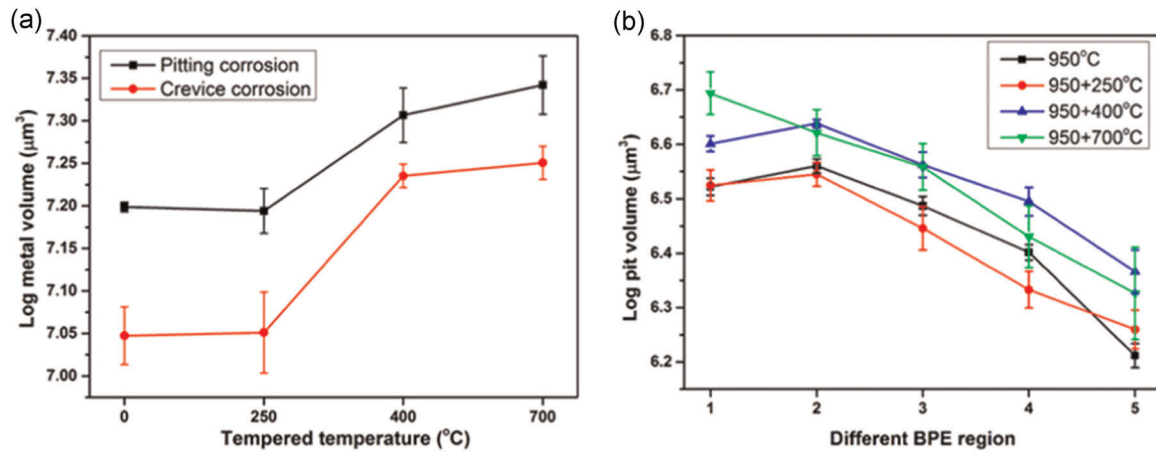 (a)
7.40
7.35
7.30
7.25
7.20
7.15
7.10
7.05
7.00
Log metal volume (μm³)
Pitting corrosion
Crevice corrosion
0 250 400 700
Tempered temperature (°C)
(b)
6.8
6.7
6.6
6.5
6.4
6.3
6.2
Log pit volume (μm³)
950°C
950+250°C
950+400°C
950+700°C
1 2 3 4 5
Different BPE region